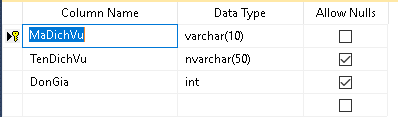 Column Name Data Type Allow Nulls
MaDichVu varchar(10)
TenDichVu nvarchar(50)
DonGia int